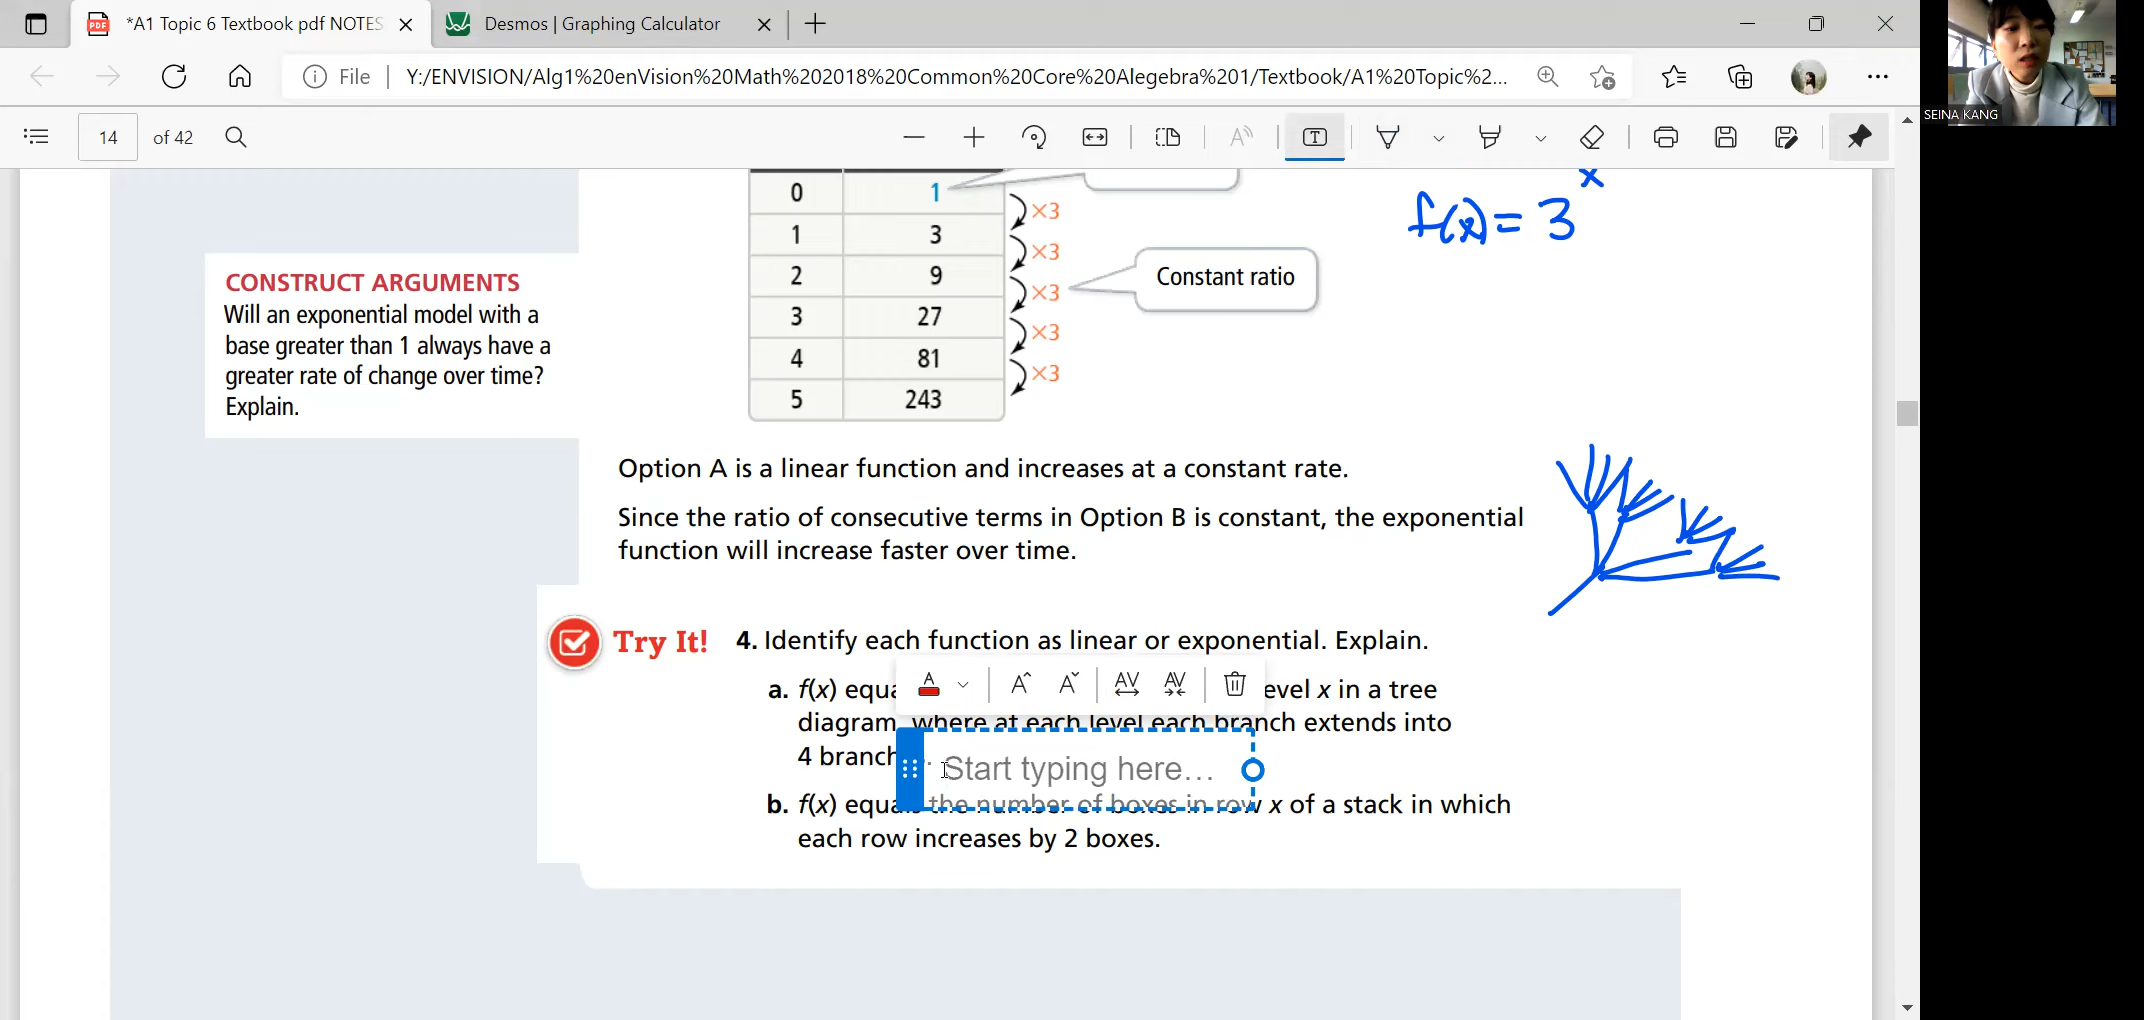 *A1 Topic 6 Textbook pdf NOTES
Desmos | Graphing Calculator
File
Y:/ENVISION/Alg1%20enVision%20Math%202018%20Common%20Core%20Alegebra%201/Textbook/A1%20Topic%2...
SEINA KANG
14 of 42
0 1
1 3
2 9
3 27
4 81
5 243
×3
×3
×3
×3
×3
Constant ratio
f(x) = 3^x
CONSTRUCT ARGUMENTS
Will an exponential model with a
base greater than 1 always have a
greater rate of change over time?
Explain.
Option A is a linear function and increases at a constant rate.
Since the ratio of consecutive terms in Option B is constant, the exponential
function will increase faster over time.
Try It! 4. Identify each function as linear or exponential. Explain.
a. f(x) equa evel x in a tree
diagram, where at each level each branch extends into
4 branch
Start typing here...
b. f(x) equals the number of boxes in row x of a stack in which
each row increases by 2 boxes.